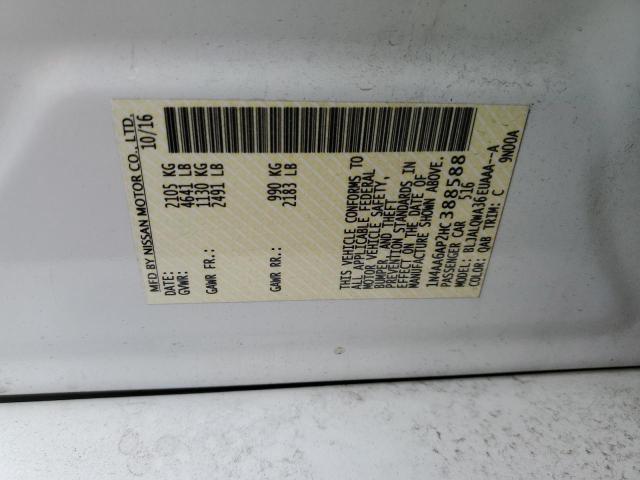 MFD BY NISSAN MOTOR CO., LTD.
DATE: 10/16
GVWR: 2105 KG
4641 LB
GAWR FR: 1130 KG
2491 LB
GAWR RR: 990 KG
2183 LB
THIS VEHICLE CONFORMS TO
ALL APPLICABLE FEDERAL
MOTOR VEHICLE SAFETY,
BUMPER, AND THEFT
PREVENTION STANDARDS IN
EFFECT ON THE DATE OF
MANUFACTURE SHOWN ABOVE.
1N4AA6AP2HC388588
PASSENGER CAR 516
MODEL: BLJALQWA36EUAAA--A
COLOR: QAB TRIM: C 9N00A